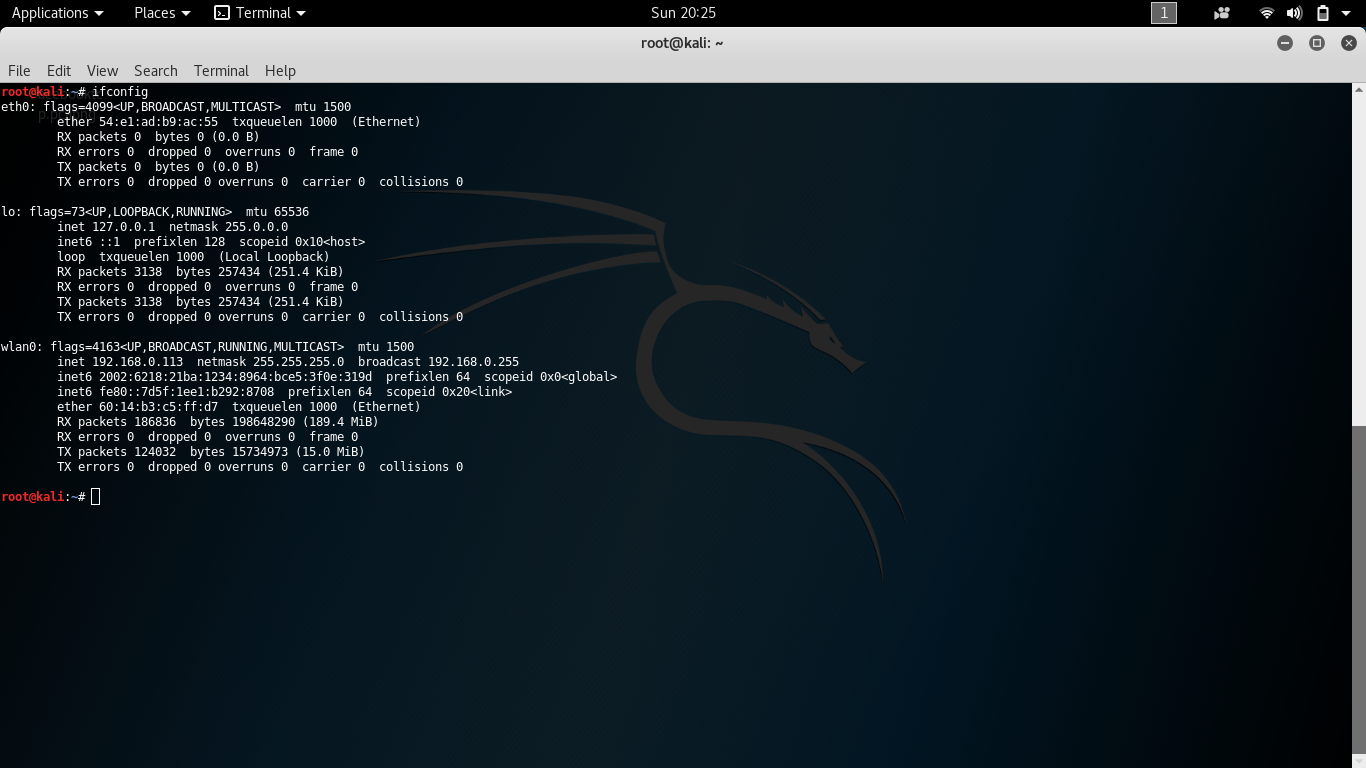 Applications Places Terminal Sun 20:25 1
root@kali: ~
File Edit View Search Terminal Help
root@kali:~# ifconfig
eth0: flags=4099<UP,BROADCAST,MULTICAST>  mtu 1500
        ether 54:e1:ad:b9:ac:55  txqueuelen 1000  (Ethernet)
        RX packets 0  bytes 0 (0.0 B)
        RX errors 0  dropped 0  overruns 0  frame 0
        TX packets 0  bytes 0 (0.0 B)
        TX errors 0  dropped 0 overruns 0  carrier 0  collisions 0

lo: flags=73<UP,LOOPBACK,RUNNING>  mtu 65536
        inet 127.0.0.1  netmask 255.0.0.0
        inet6 ::1  prefixlen 128  scopeid 0x10<host>
        loop  txqueuelen 1000  (Local Loopback)
        RX packets 3138  bytes 257434 (251.4 KiB)
        RX errors 0  dropped 0  overruns 0  frame 0
        TX packets 3138  bytes 257434 (251.4 KiB)
        TX errors 0  dropped 0 overruns 0  carrier 0  collisions 0

wlan0: flags=4163<UP,BROADCAST,RUNNING,MULTICAST>  mtu 1500
        inet 192.168.0.113  netmask 255.255.255.0  broadcast 192.168.0.255
        inet6 2002:6218:21ba:1234:8964:bce5:3f0e:319d  prefixlen 64  scopeid 0x0<global>
        inet6 fe80::7d5f:1ee1:b292:8708  prefixlen 64  scopeid 0x20<link>
        ether 60:14:b3:c5:ff:d7  txqueuelen 1000  (Ethernet)
        RX packets 186836  bytes 198648290 (189.4 MiB)
        RX errors 0  dropped 0  overruns 0  frame 0
        TX packets 124032  bytes 15734973 (15.0 MiB)
        TX errors 0  dropped 0 overruns 0  carrier 0  collisions 0

root@kali:~#